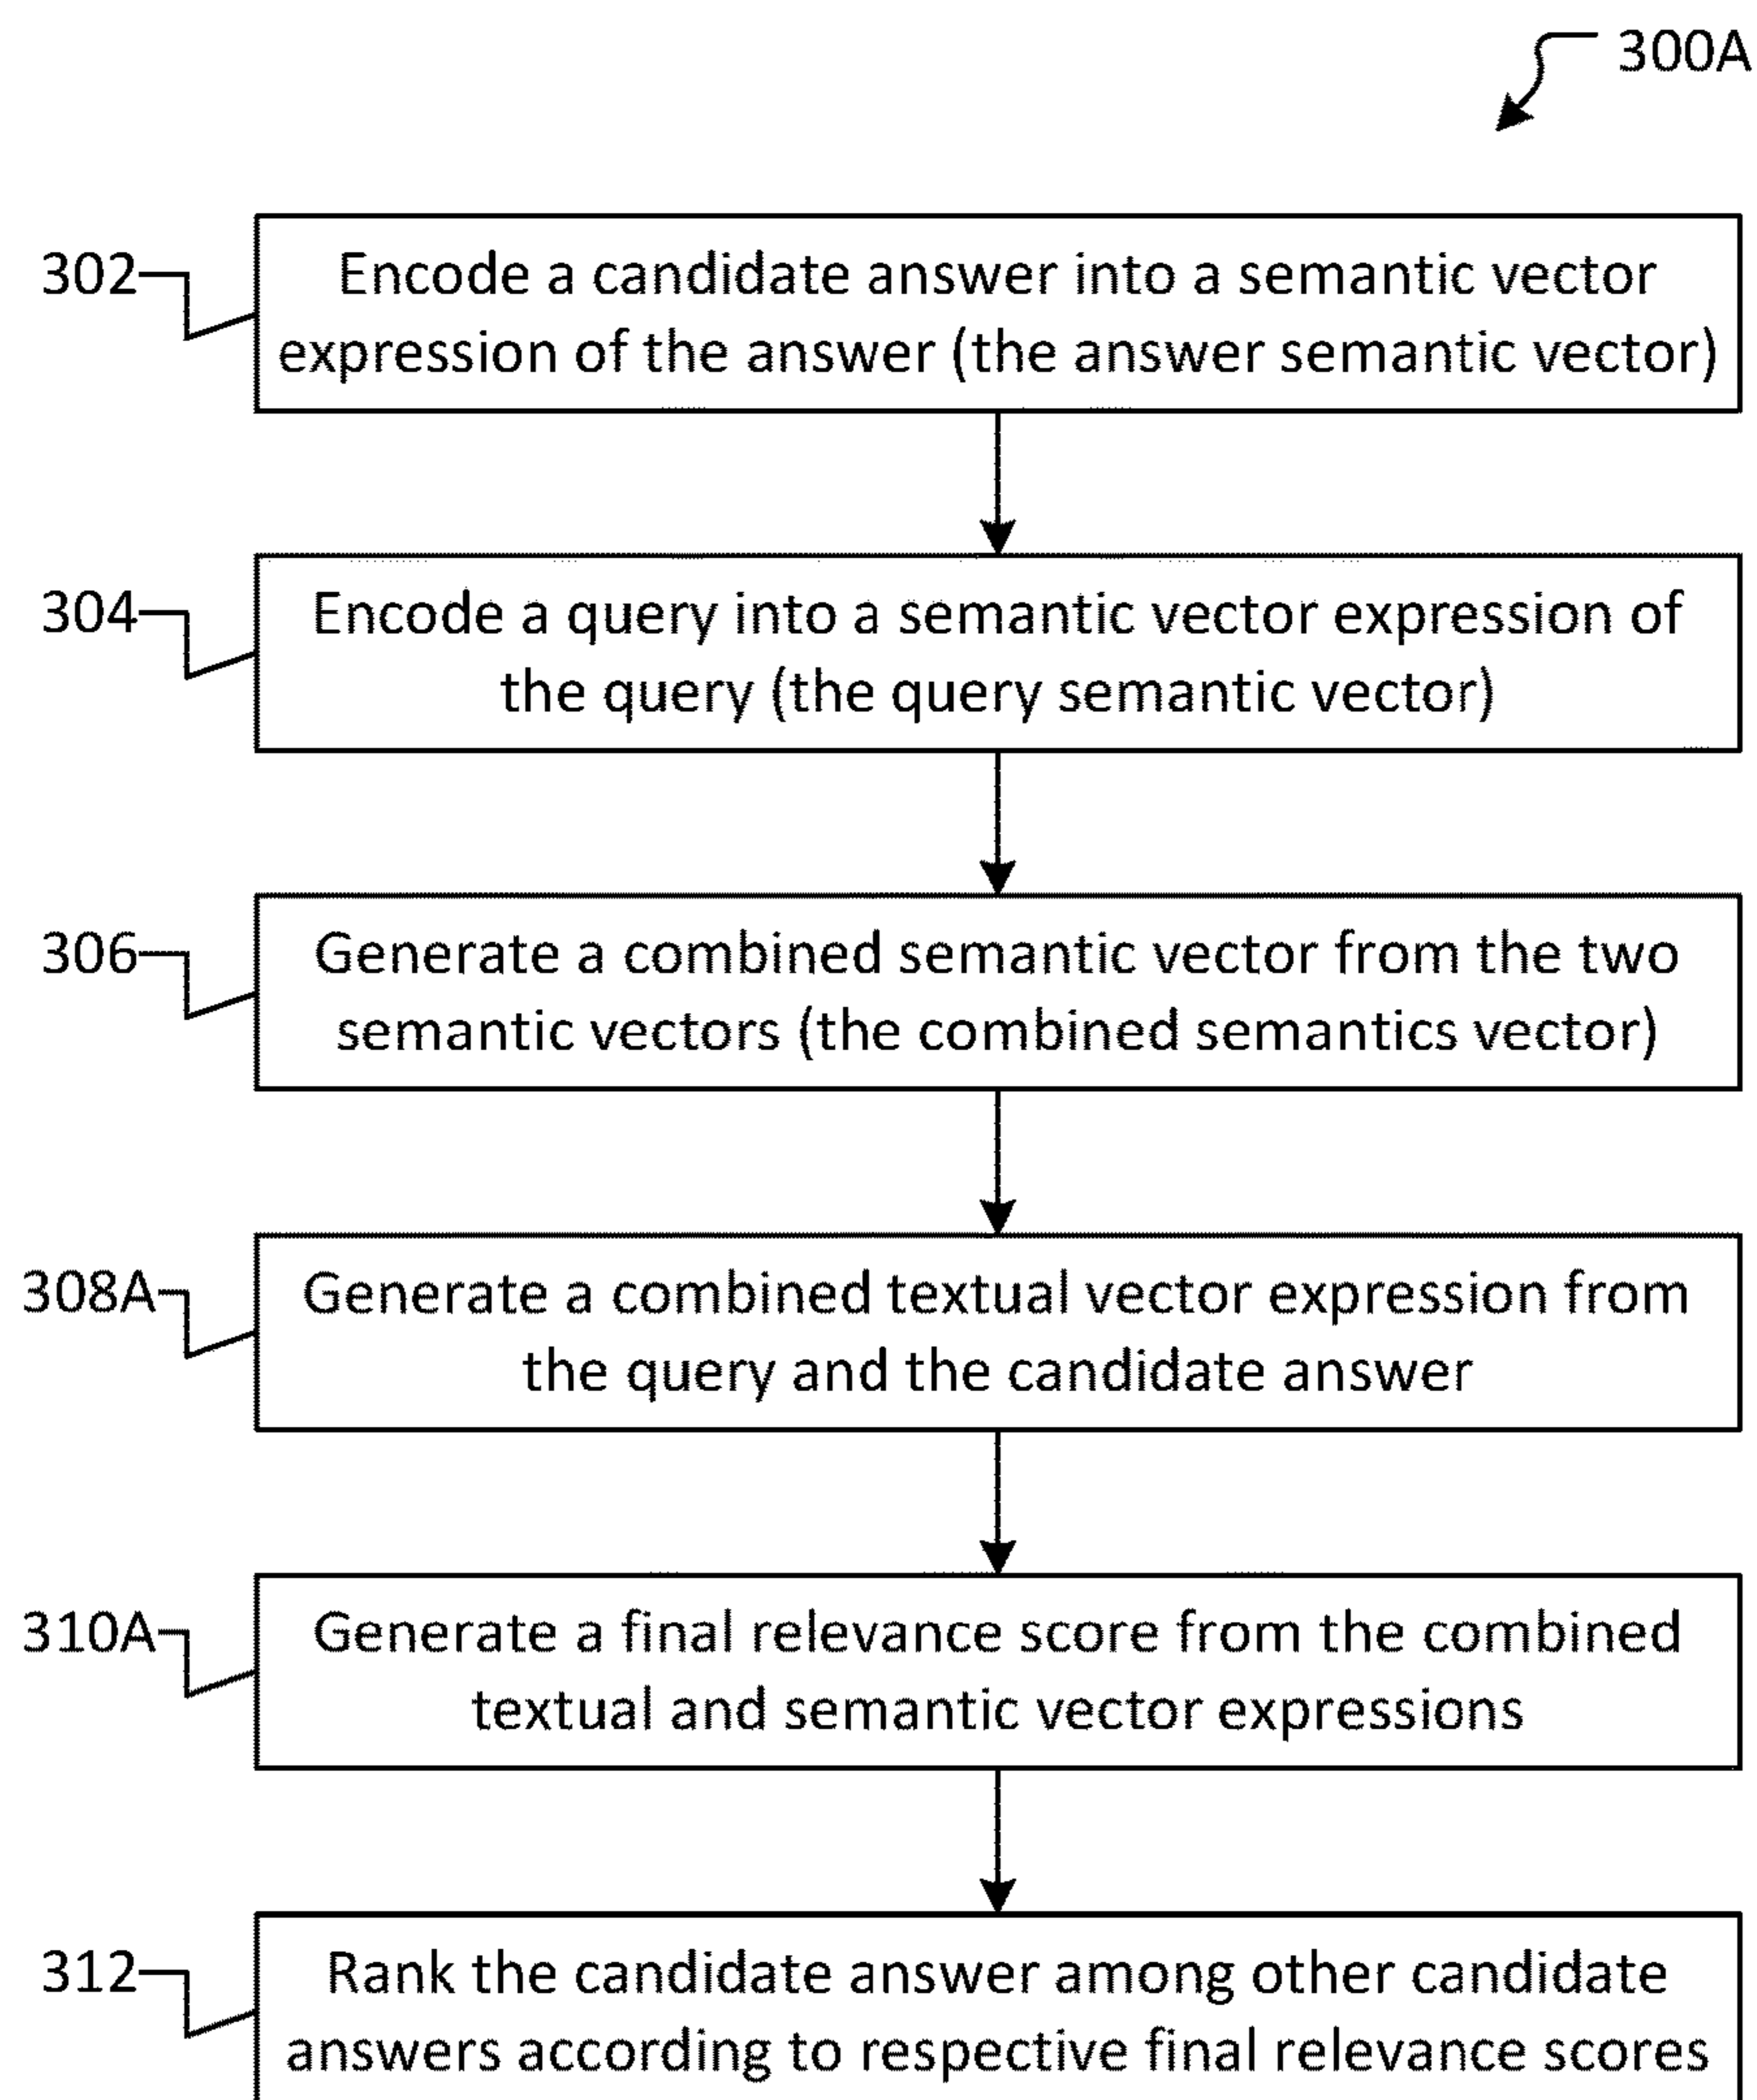 300A
302
Encode a candidate answer into a semantic vector
expression of the answer (the answer semantic vector)
304
Encode a query into a semantic vector expression of
the query (the query semantic vector)
306
Generate a combined semantic vector from the two
semantic vectors (the combined semantics vector)
308A
Generate a combined textual vector expression from
the query and the candidate answer
310A
Generate a final relevance score from the combined
textual and semantic vector expressions
312
Rank the candidate answer among other candidate
answers according to respective final relevance scores